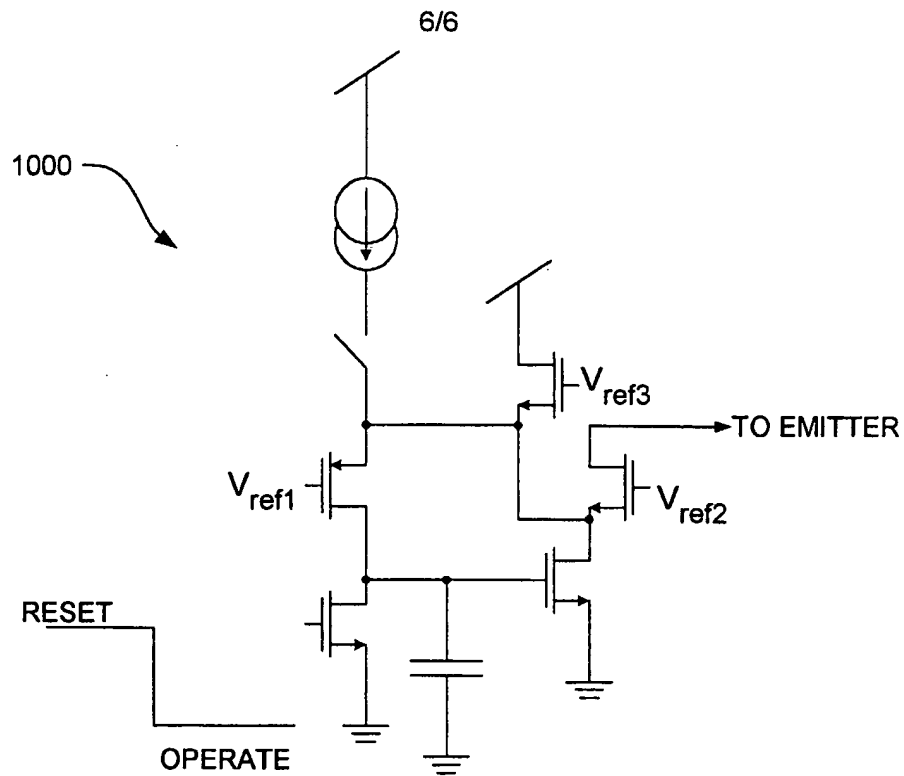 6/6
1000
Vref3
TO EMITTER
Vref1
Vref2
RESET
OPERATE